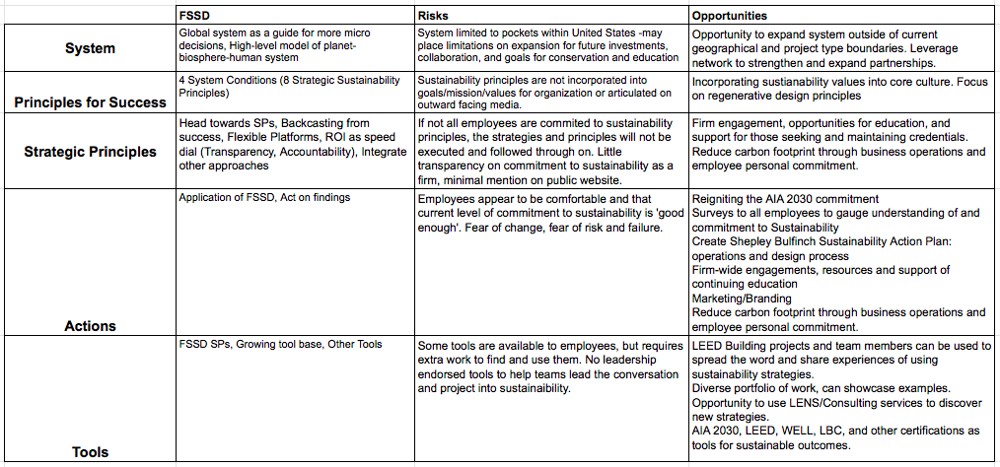 FSSD
Risks
Opportunities
System
Global system as a guide for more micro
decisions, High-level model of planet-
biosphere-human system
System limited to pockets within United States -may
place limitations on expansion for future investments,
collaboration, and goals for conservation and education
Opportunity to expand system outside of current
geographical and project type boundaries. Leverage
network to strengthen and expand partnerships.
Principles for Success
4 System Conditions (8 Strategic Sustainability
Principles)
Sustainability principles are not incorporated into
goals/mission/values for organization or articulated on
outward facing media.
Incorporating sustianability values into core culture. Focus
on regenerative design principles
Strategic Principles
Head towards SPs, Backcasting from
success, Flexible Platforms, ROI as speed
dial (Transparency, Accountability), Integrate
other approaches
If not all employees are commited to sustainability
principles, the strategies and principles will not be
executed and followed through on. Little
transparency on commitment to sustainability as a
firm, minimal mention on public website.
Firm engagement, opportunities for education, and
support for those seeking and maintaining credentials.
Reduce carbon footprint through business operations and
employee personal commitment.
Actions
Application of FSSD, Act on findings
Employees appear to be comfortable and that
current level of commitment to sustainability is 'good
enough'. Fear of change, fear of risk and failure.
Reigniting the AIA 2030 commitment
Surveys to all employees to gauge understanding of and
commitment to Sustainability
Create Shepley Bulfinch Sustainability Action Plan:
operations and design process
Firm-wide engagements, resources and support of
continuing education
Marketing/Branding
Reduce carbon footprint through business operations and
employee personal commitment.
Tools
FSSD SPs, Growing tool base, Other Tools
Some tools are available to employees, but requires
extra work to find and use them. No leadership
endorsed tools to help teams lead the conversation
and project into sustainaibility.
LEED Building projects and team members can be used to
spread the word and share experiences of using
sustainability strategies.
Diverse portfolio of work, can showcase examples.
Opportunity to use LENS/Consulting services to discover
new strategies.
AIA 2030, LEED, WELL, LBC, and other certifications as
tools for sustainable outcomes.